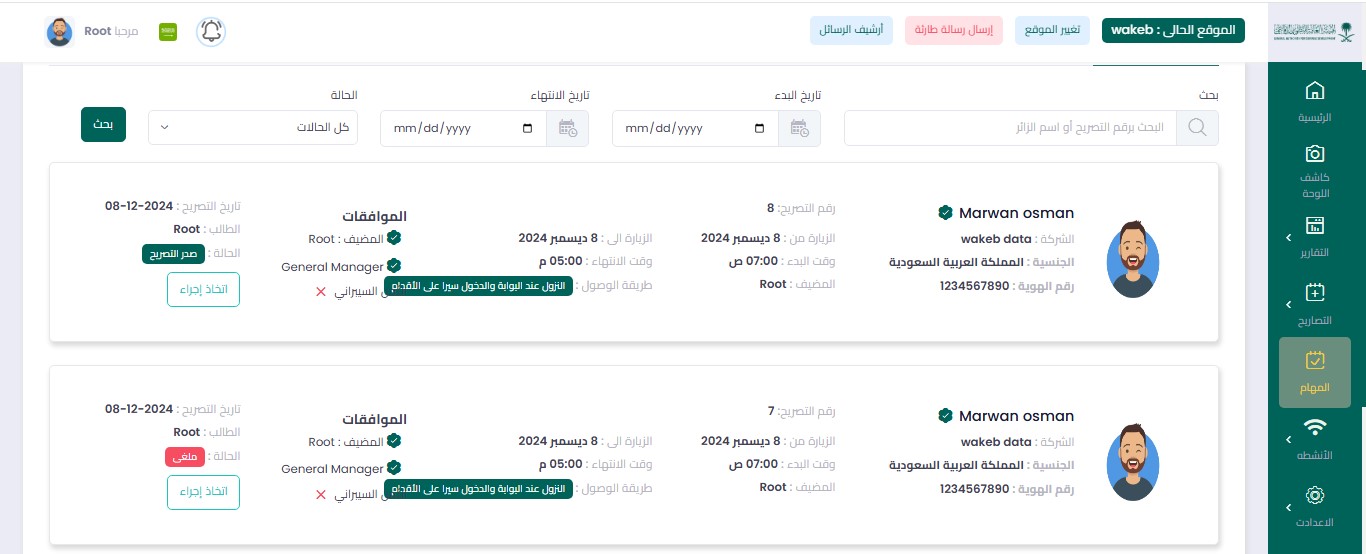 الموقع الحالي : wakeb
تغيير الموقع
إرسال رسالة طارئة
أرشيف الرسائل
مرحبا Root
الرئيسية
كاشف
اللوحة
التقارير
التصاريح
المهام
الأنشطه
الاعدادت
بحث
البحث برقم التصريح أو اسم الزائر
تاريخ البدء
mm/dd/yyyy
تاريخ الانتهاء
mm/dd/yyyy
الحالة
كل الحالات
بحث
Marwan osman
الشركة : wakeb data
الجنسية : المملكة العربية السعودية
رقم الهوية : 1234567890
رقم التصريح: 8
الزيارة من : 8 ديسمبر 2024
وقت البدء : 07:00 ص
المضيف : Root
الزيارة الى : 8 ديسمبر 2024
وقت الانتهاء : 05:00 م
طريقة الوصول : النزول عند البوابة والدخول سيرا على الأقدام
الموافقات
المضيف : Root
General Manager
السيبراني
تاريخ التصريح : 2024-12-08
الطالب : Root
الحالة : صدر التصريح
اتخاذ إجراء
Marwan osman
الشركة : wakeb data
الجنسية : المملكة العربية السعودية
رقم الهوية : 1234567890
رقم التصريح: 7
الزيارة من : 8 ديسمبر 2024
وقت البدء : 07:00 ص
المضيف : Root
الزيارة الى : 8 ديسمبر 2024
وقت الانتهاء : 05:00 م
طريقة الوصول : النزول عند البوابة والدخول سيرا على الأقدام
الموافقات
المضيف : Root
General Manager
السيبراني
تاريخ التصريح : 2024-12-08
الطالب : Root
الحالة : ملغى
اتخاذ إجراء